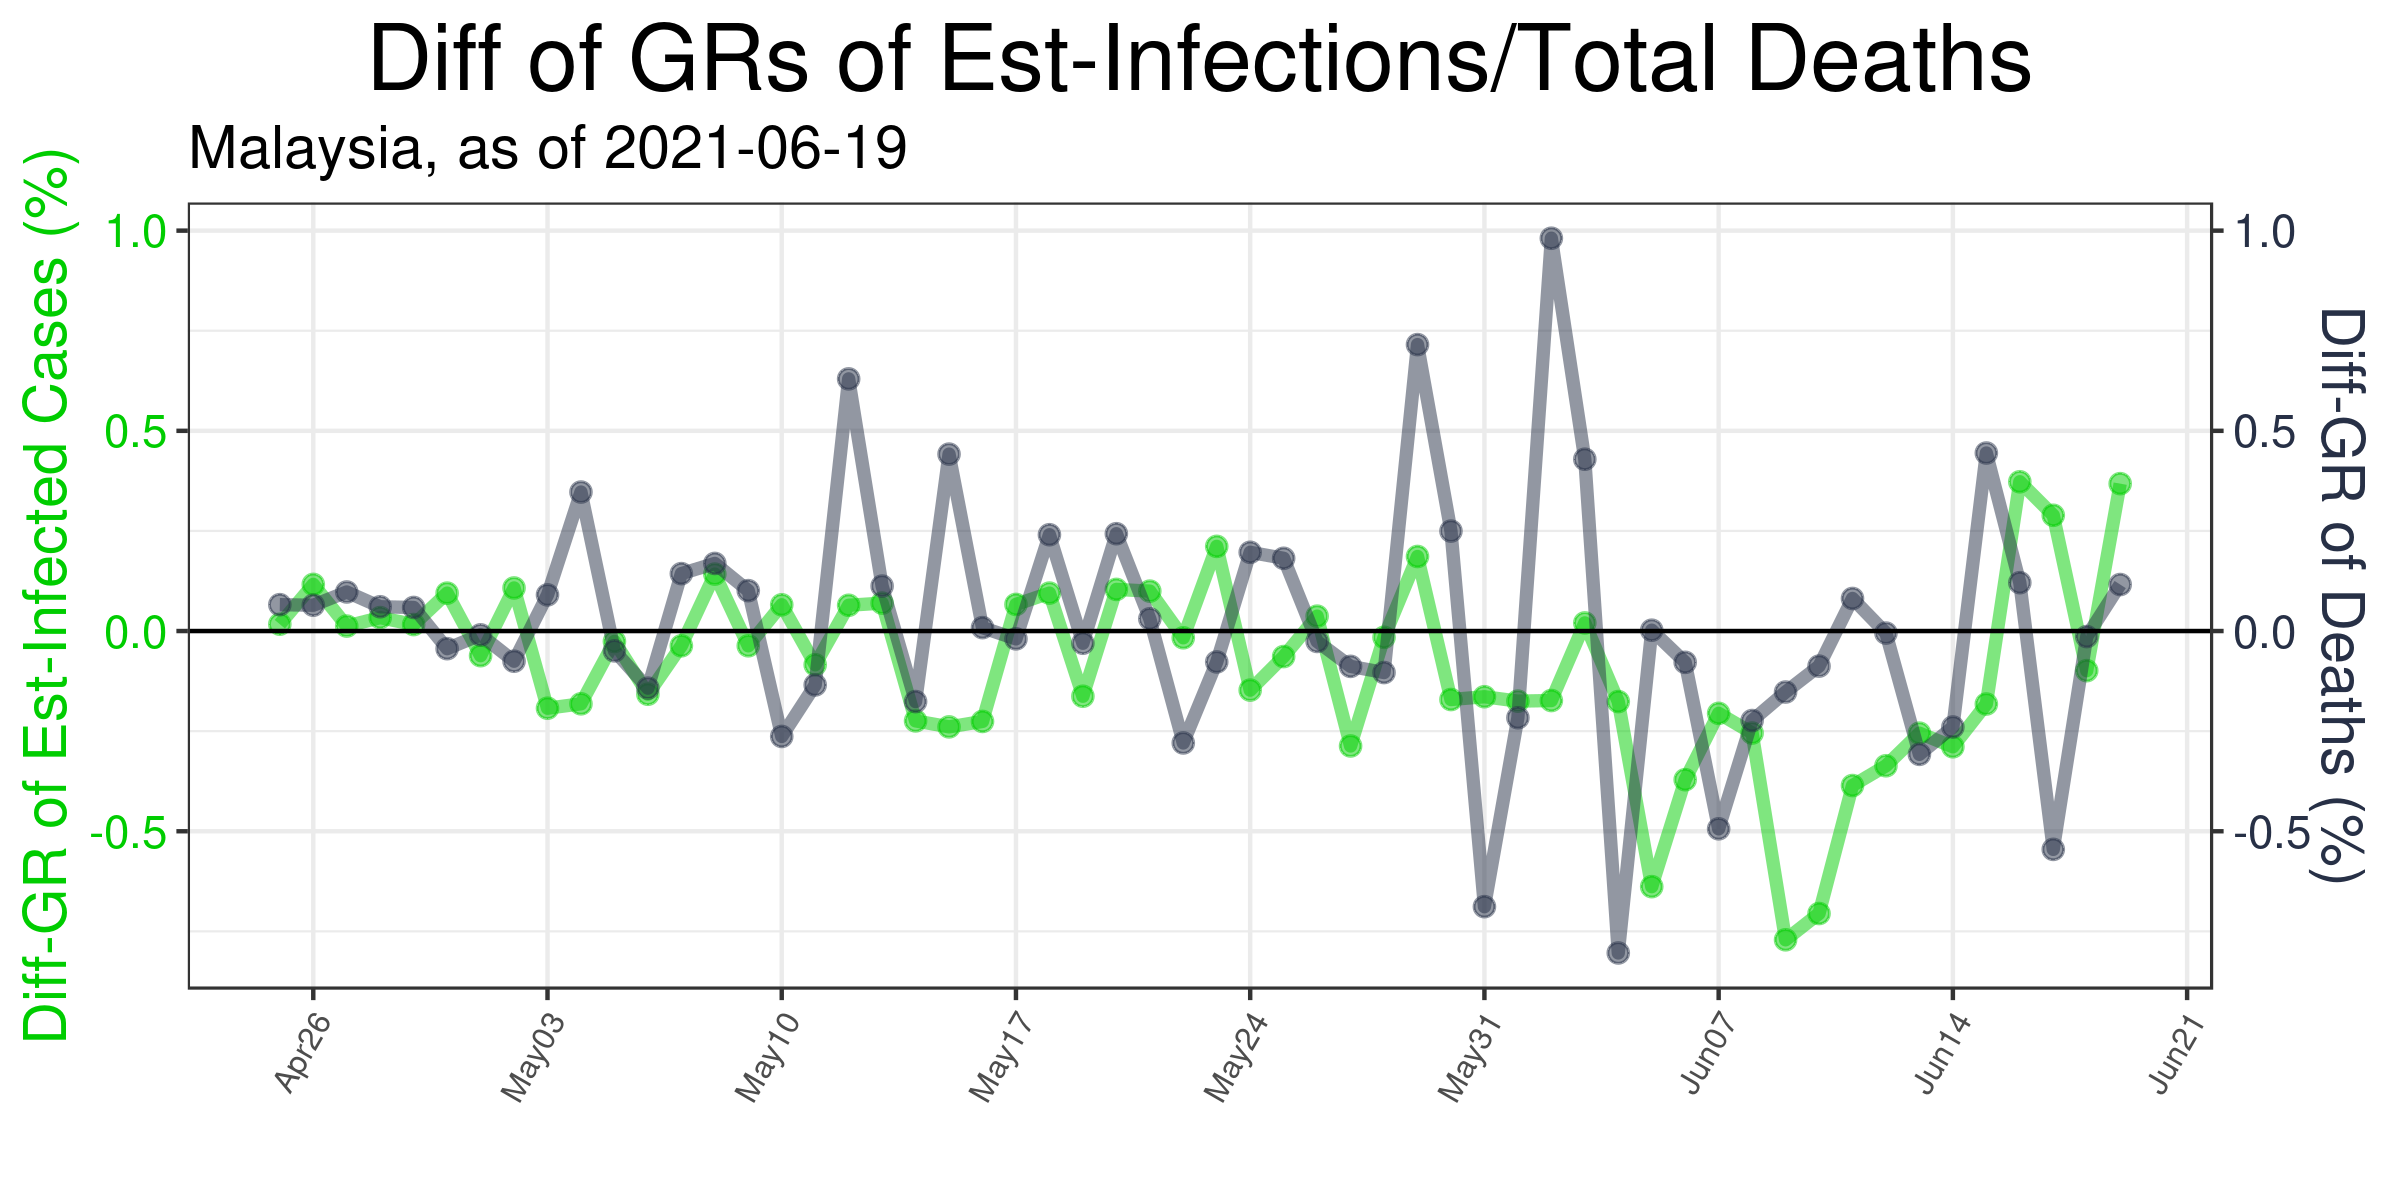 Diff of GRs of Est-Infections/Total Deaths
Malaysia, as of 2021-06-19
Diff-GR of Est-Infected Cases (%)
1.0
0.5
0.0
-0.5
1.0
0.5
0.0
-0.5
Diff-GR of Deaths (%)
Apr26
May03
May10
May17
May24
May31
Jun07
Jun14
Jun21